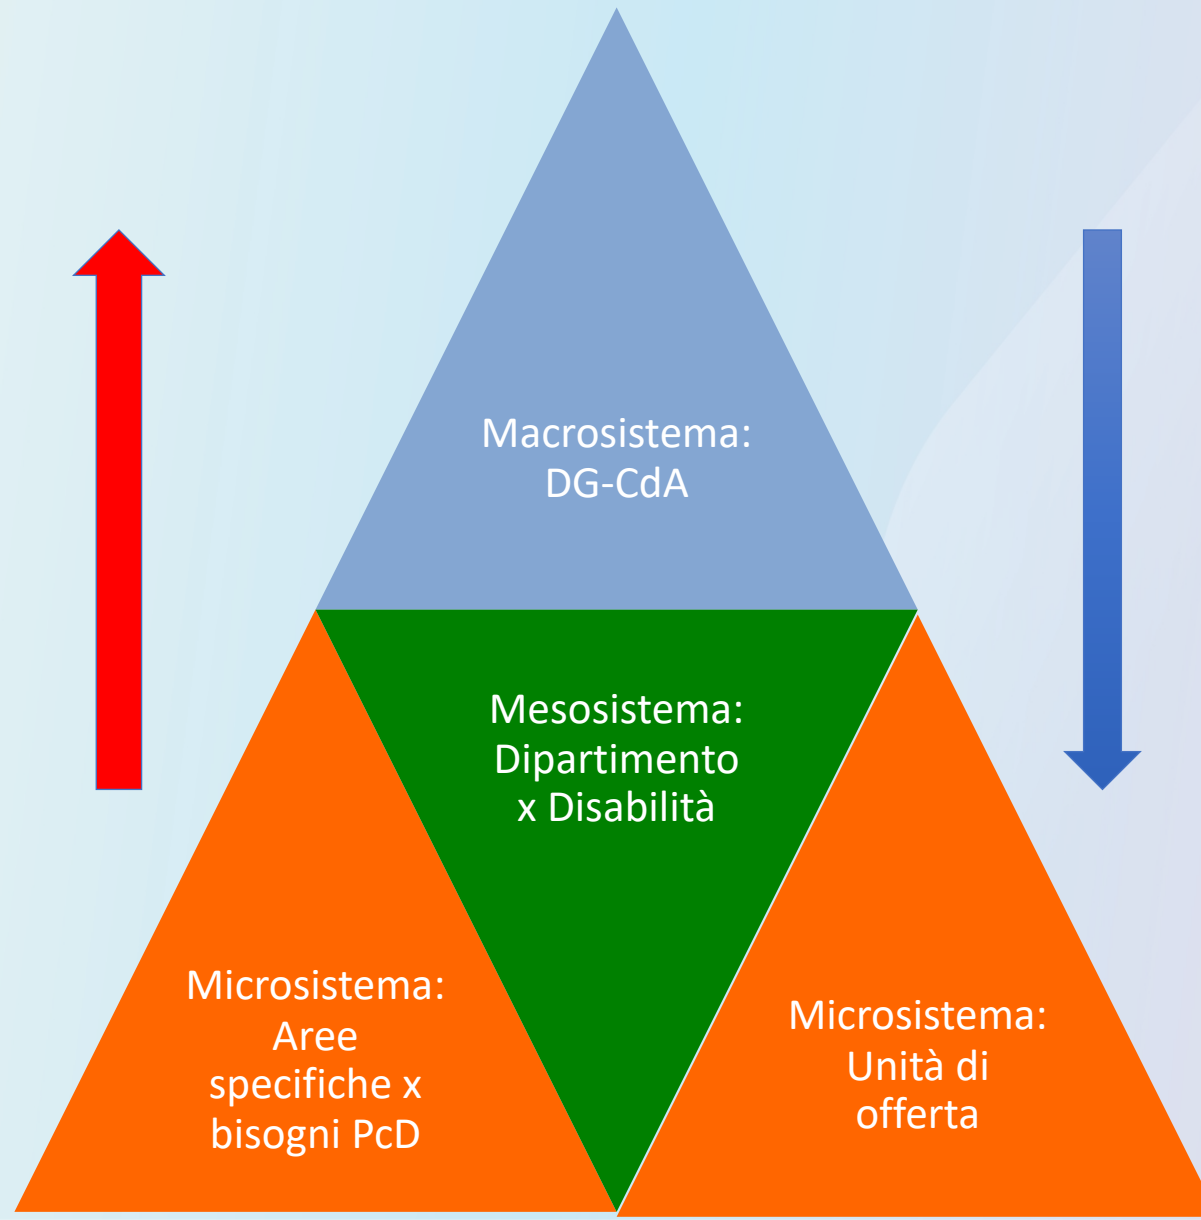 Macrosistema:
DG-CdA
Mesosistema:
Dipartimento
x Disabilità
Microsistema:
Aree
specifiche x
bisogni PcD
Microsistema:
Unità di
offerta